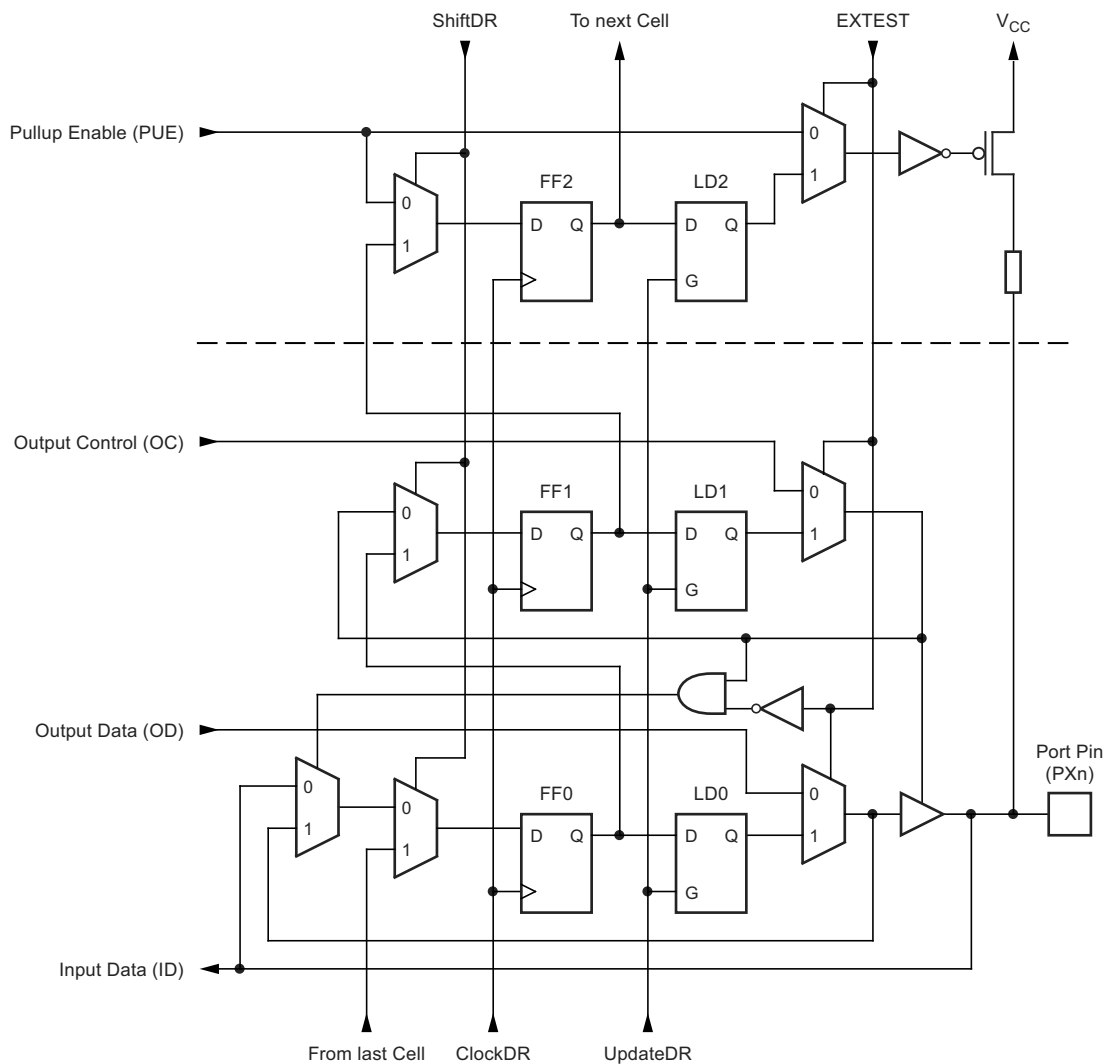 ShiftDR
To next Cell
EXTEST
VCC
Pullup Enable (PUE)
0
1
FF2
D Q
LD2
D Q
G
0
1
Output Control (OC)
0
1
FF1
D Q
LD1
D Q
G
0
1
Output Data (OD)
0
1
0
1
FF0
D Q
LD0
D Q
G
0
1
Port Pin
(PXn)
Input Data (ID)
From last Cell
ClockDR
UpdateDR